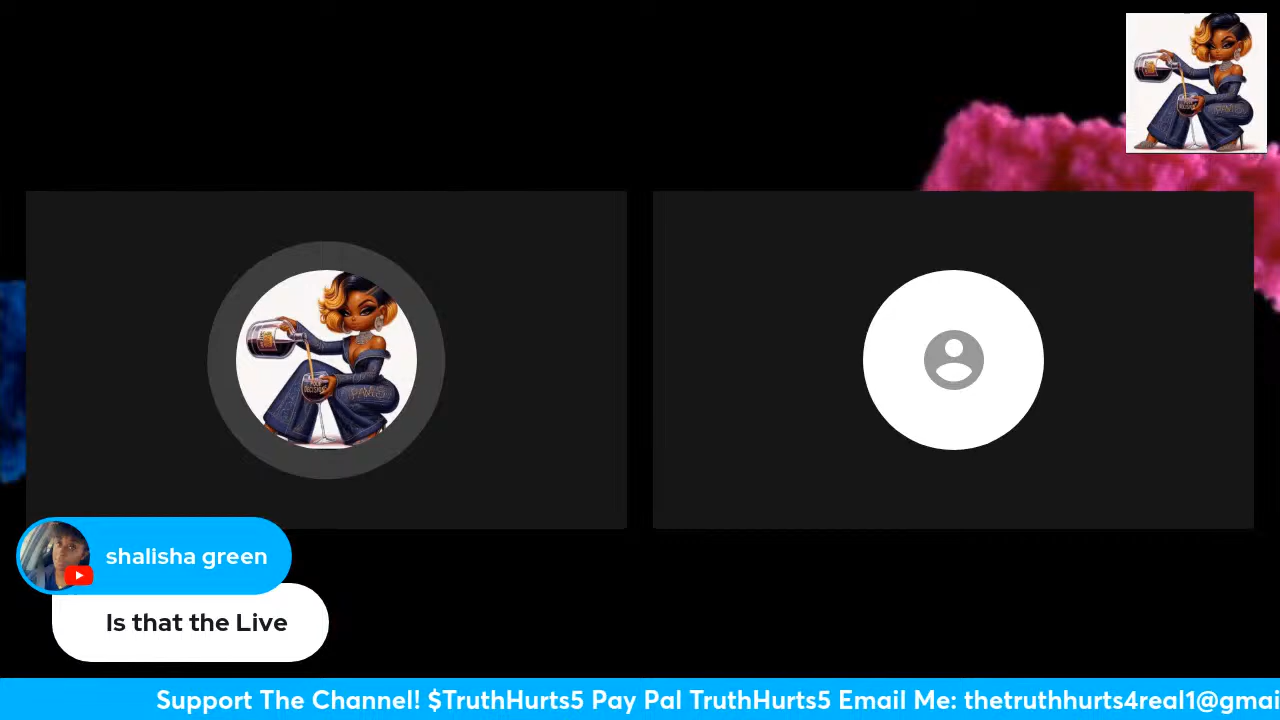 shalisha green
Is that the Live
Support The Channel! $TruthHurts5 Pay Pal TruthHurts5 Email Me: thetruthhurts4real1@gmai